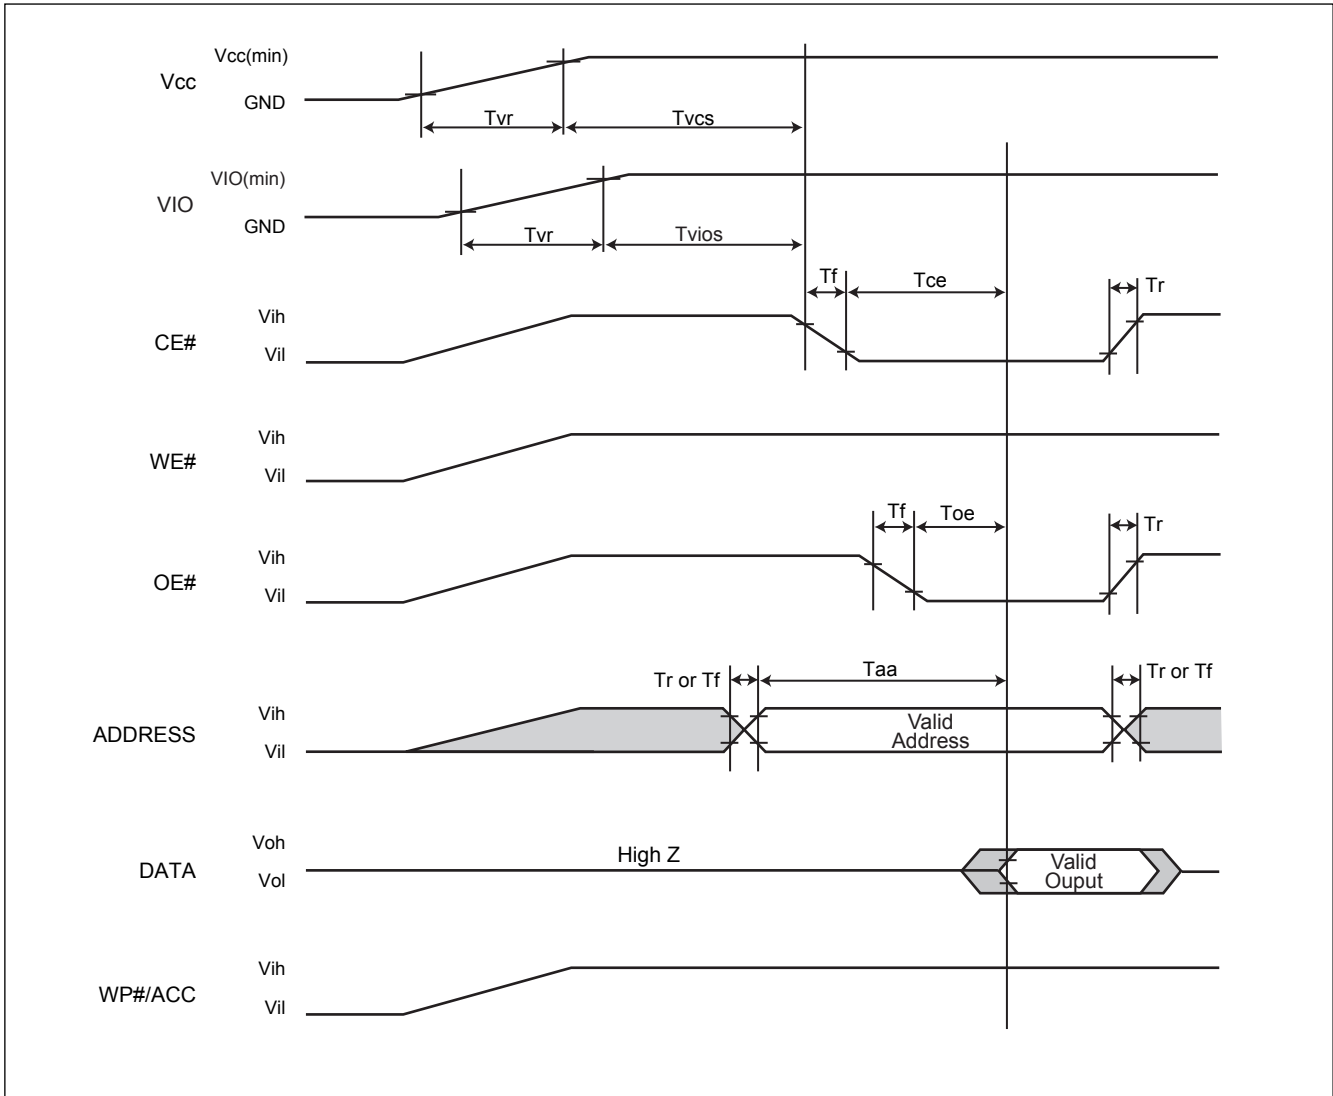 Vcc(min)
Vcc
GND
Tvr
Tvcs
VIO(min)
VIO
GND
Tvr
Tvios
Tf
Tce
Tr
Vih
CE#
Vil
Vih
WE#
Vil
Tf
Toe
Tr
Vih
OE#
Vil
Tr or Tf
Taa
Tr or Tf
Vih
ADDRESS
Vil
Valid
Address
Voh
DATA
Vol
High Z
Valid
Ouput
Vih
WP#/ACC
Vil